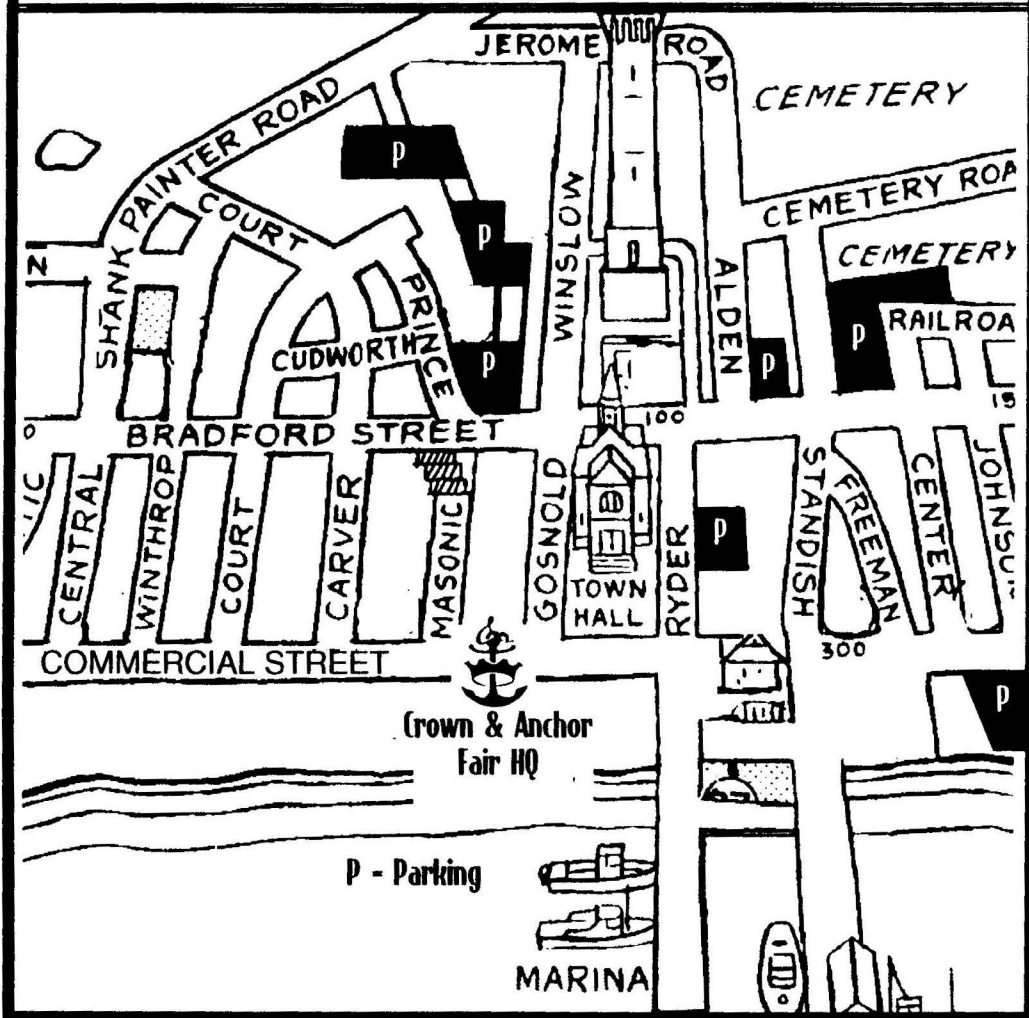 JEROME ROAD
CEMETERY
SHANK PAINTER ROAD
P
COURT
WINSLOW
CEMETERY ROA
P
CEMETERY
N
PRINCE
ALDEN
P
RAILROA
CUDWORTH
P
P
100
15
BRADFORD STREET
CENTRAL
WINTHROP
COURT
CARVER
MASONIC
GOSNOLD
TOWN
HALL
RYDER
P
STANDISH
FREEMAN
CENTER
JOHNSON
300
COMMERCIAL STREET
P
Crown & Anchor
Fair HQ
P - Parking
MARINA